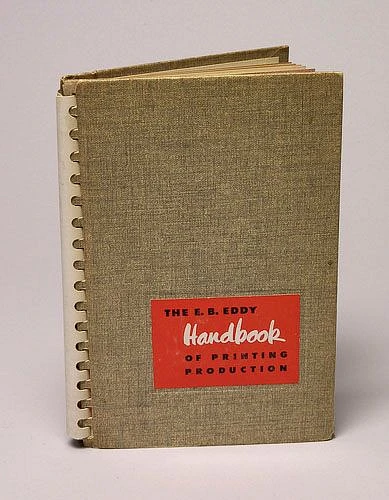 THE E. B. EDDY
Handbook
OF PRINTING
PRODUCTION